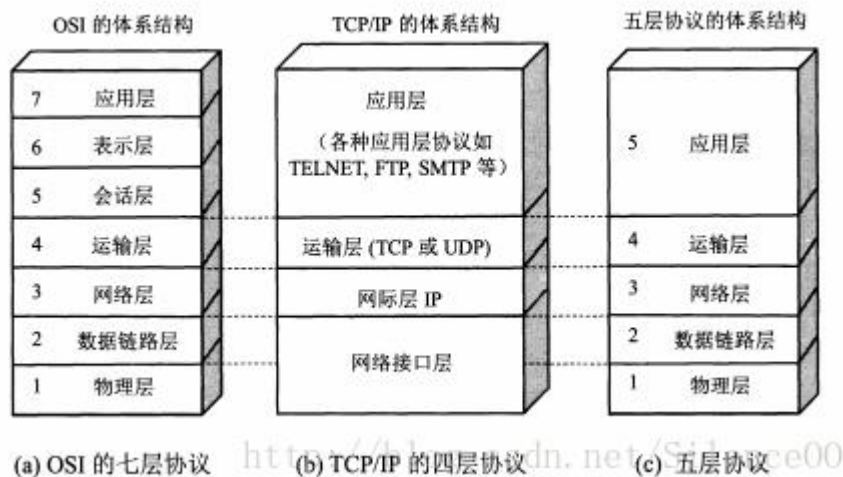 OSI 的体系结构
TCP/IP 的体系结构
五层协议的体系结构
7 应用层
6 表示层
5 会话层
4 运输层
3 网络层
2 数据链路层
1 物理层
应用层
（各种应用层协议如
TELNET, FTP, SMTP 等）
运输层 (TCP 或 UDP)
网际层 IP
网络接口层
5 应用层
4 运输层
3 网络层
2 数据链路层
1 物理层
(a) OSI 的七层协议
(b) TCP/IP 的四层协议
(c) 五层协议